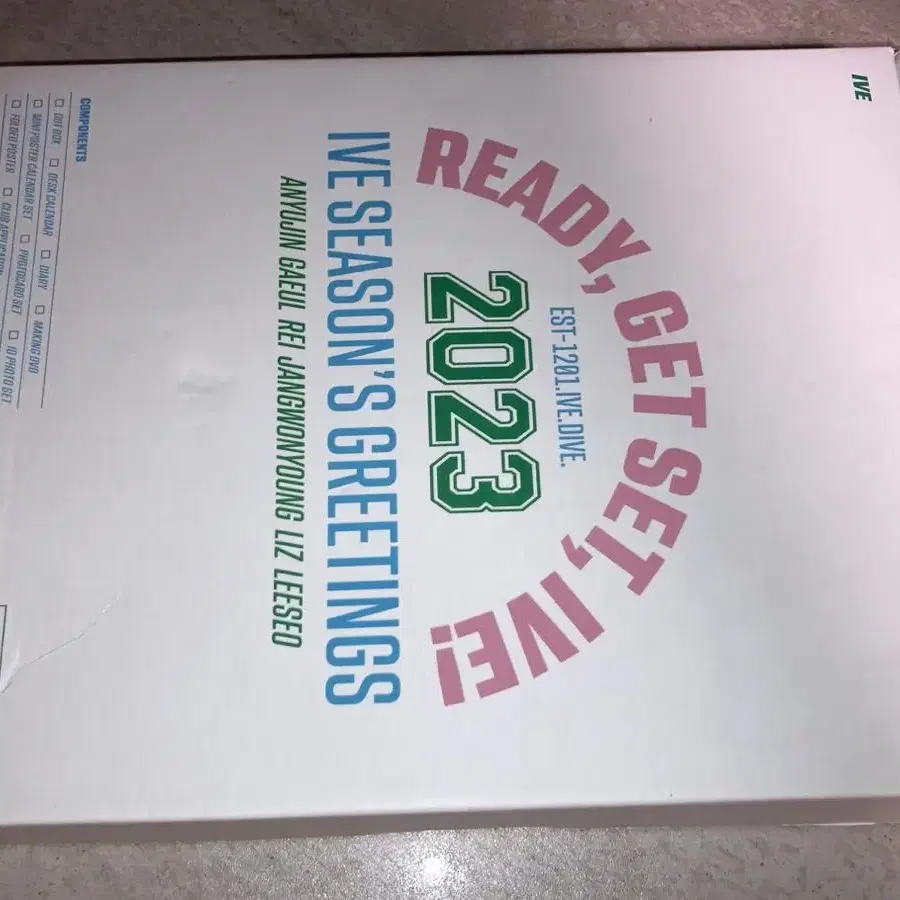 IVE
READY, GET SET, IVE!
EST-1201.IVE.DIVE.
2023
IVE SEASON'S GREETINGS
ANYUJIN GAEUL REI JANGWONYOUNG LIZ LEESEO
COMPONENTS
☐ OUT BOX ☐ DESK CALENDAR ☐ DIARY ☐ MAKING DVD
☐ MINI POSTER CALENDAR SET ☐ PHOTOCARD SET ☐ ID PHOTO SET
☐ FOLDED POSTER ☐ CLUB APPLICATION